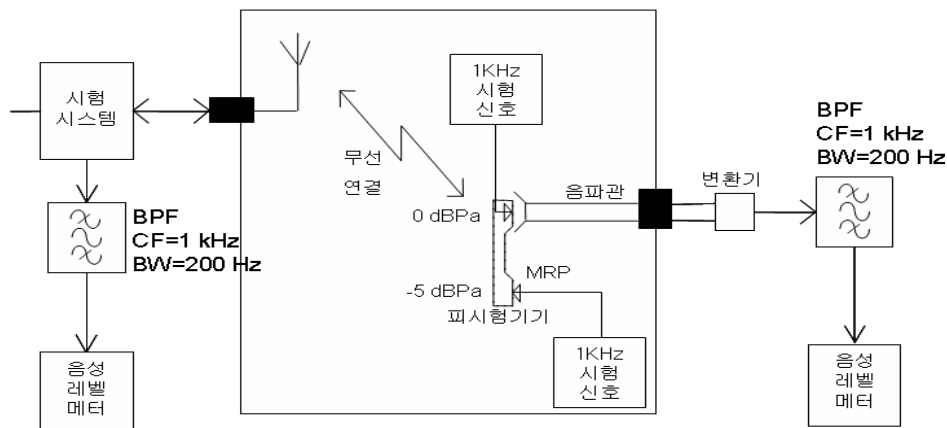 시험
시스템
BPF
CF=1 kHz
BW=200 Hz
음성
레벨
메터
무선
연결
1KHz
시험
신호
0 dBPa
-5 dBPa
MRP
피시험기기
1KHz
시험
신호
음파관
변환기
BPF
CF=1 kHz
BW=200 Hz
음성
레벨
메터